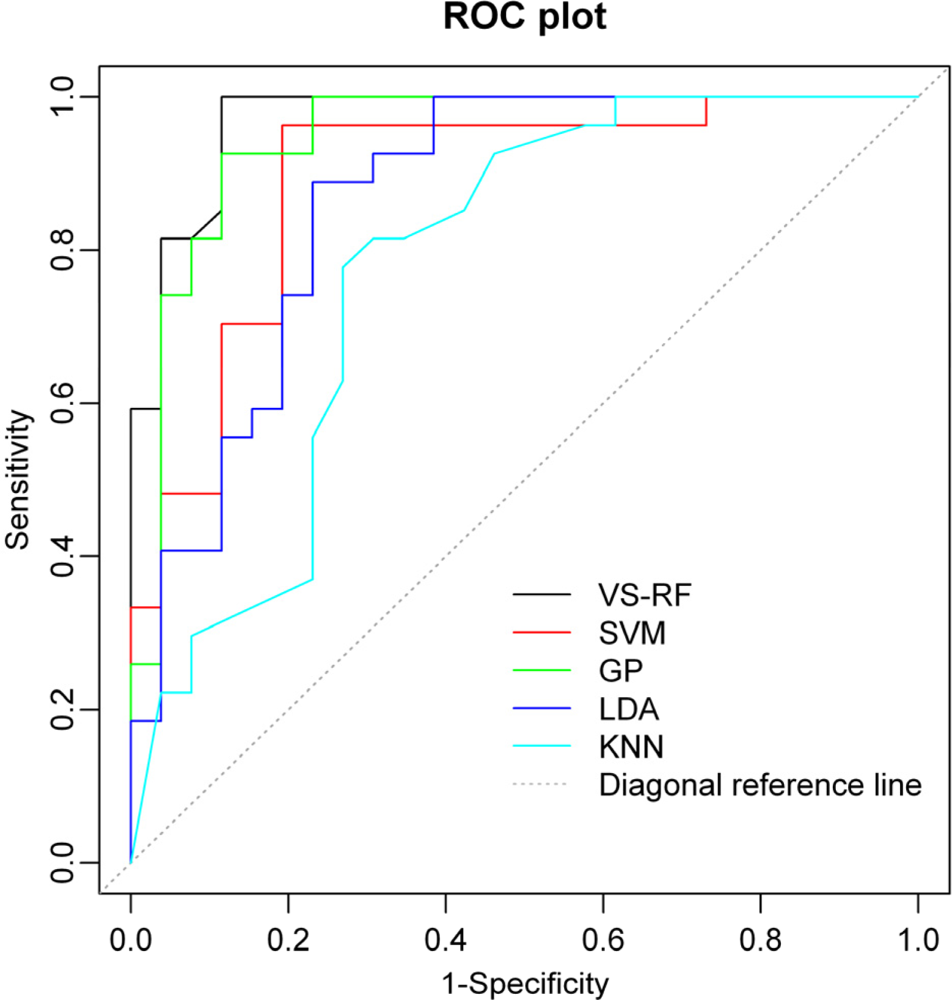 ROC plot
1.0
0.8
0.6
0.4
0.2
0.0
Sensitivity
VS-RF
SVM
GP
LDA
KNN
Diagonal reference line
0.0 0.2 0.4 0.6 0.8 1.0
1-Specificity